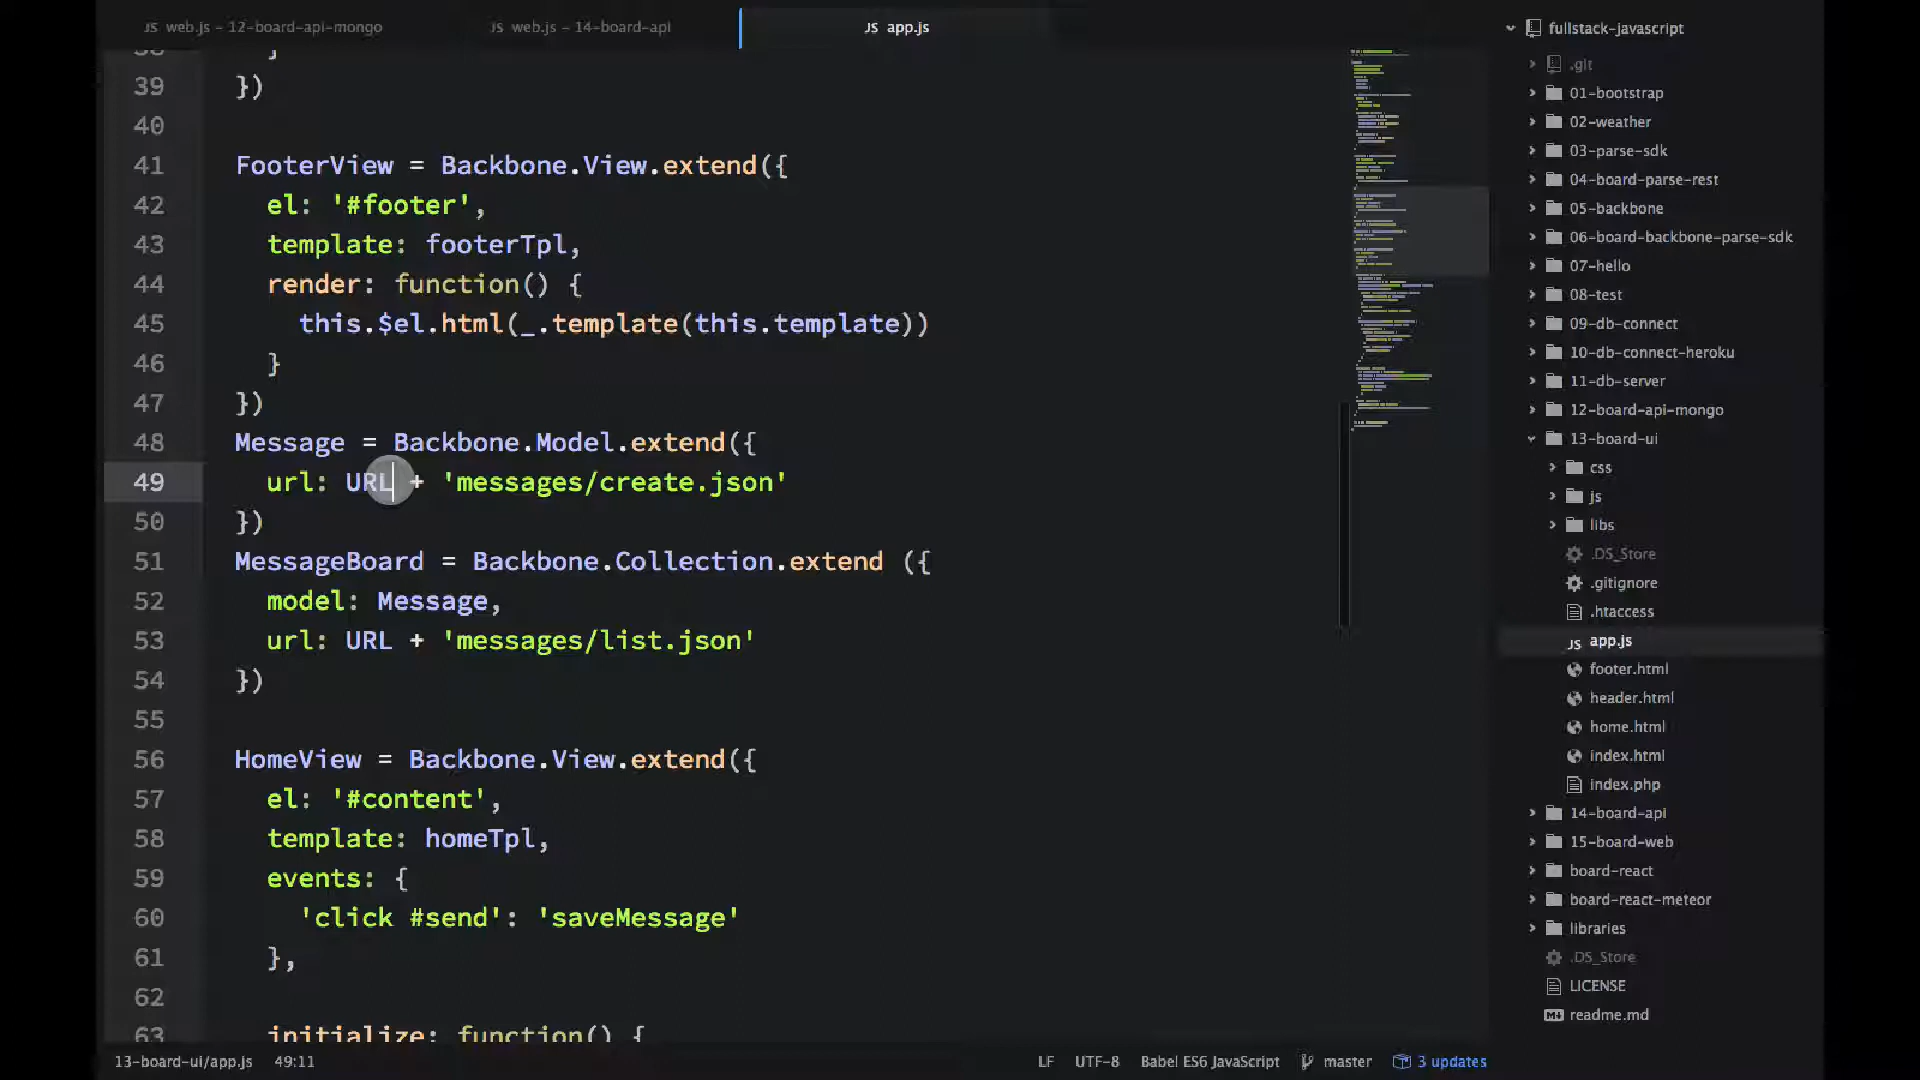 JS web.js – 12-board-api-mongo
JS web.js – 14-board-api
JS app.js
39 })
40
41 FooterView = Backbone.View.extend({
42 el: '#footer',
43 template: footerTpl,
44 render: function() {
45 this.$el.html(_.template(this.template))
46 }
47 })
48 Message = Backbone.Model.extend({
49 url: URL + 'messages/create.json'
50 })
51 MessageBoard = Backbone.Collection.extend ({
52 model: Message,
53 url: URL + 'messages/list.json'
54 })
55
56 HomeView = Backbone.View.extend({
57 el: '#content',
58 template: homeTpl,
59 events: {
60 'click #send': 'saveMessage'
61 },
62
63 initialize: function() {
fullstack-javascript
.git
01-bootstrap
02-weather
03-parse-sdk
04-board-parse-rest
05-backbone
06-board-backbone-parse-sdk
07-hello
08-test
09-db-connect
10-db-connect-heroku
11-db-server
12-board-api-mongo
13-board-ui
css
js
libs
.DS_Store
.gitignore
.htaccess
JS app.js
footer.html
header.html
home.html
index.html
index.php
14-board-api
15-board-web
board-react
board-react-meteor
libraries
.DS_Store
LICENSE
readme.md
13-board-ui/app.js 49:11
LF UTF-8 Babel ES6 JavaScript master 3 updates